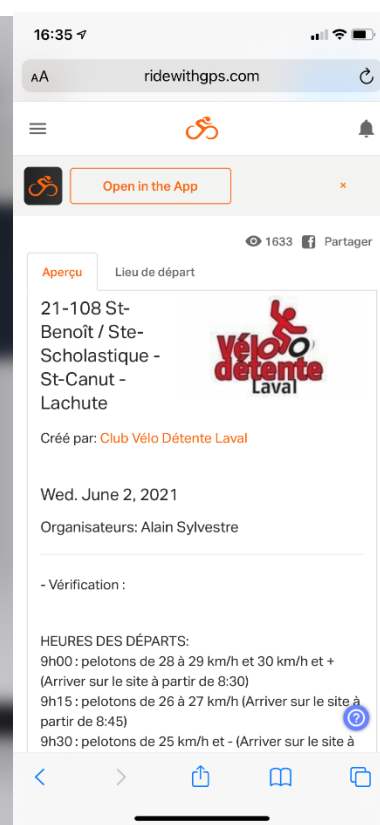 16:35
AA ridewithgps.com
Open in the App ×
1633 Partager
Aperçu Lieu de départ
21-108 St-
Benoît / Ste-
Scholastique -
St-Canut -
Lachute
Vélo
détente
Laval
Créé par: Club Vélo Détente Laval
Wed. June 2, 2021
Organisateurs: Alain Sylvestre
- Vérification :
HEURES DES DÉPARTS:
9h00 : pelotons de 28 à 29 km/h et 30 km/h et +
(Arriver sur le site à partir de 8:30)
9h15 : pelotons de 26 à 27 km/h (Arriver sur le site à
partir de 8:45)
9h30 : pelotons de 25 km/h et - (Arriver sur le site à